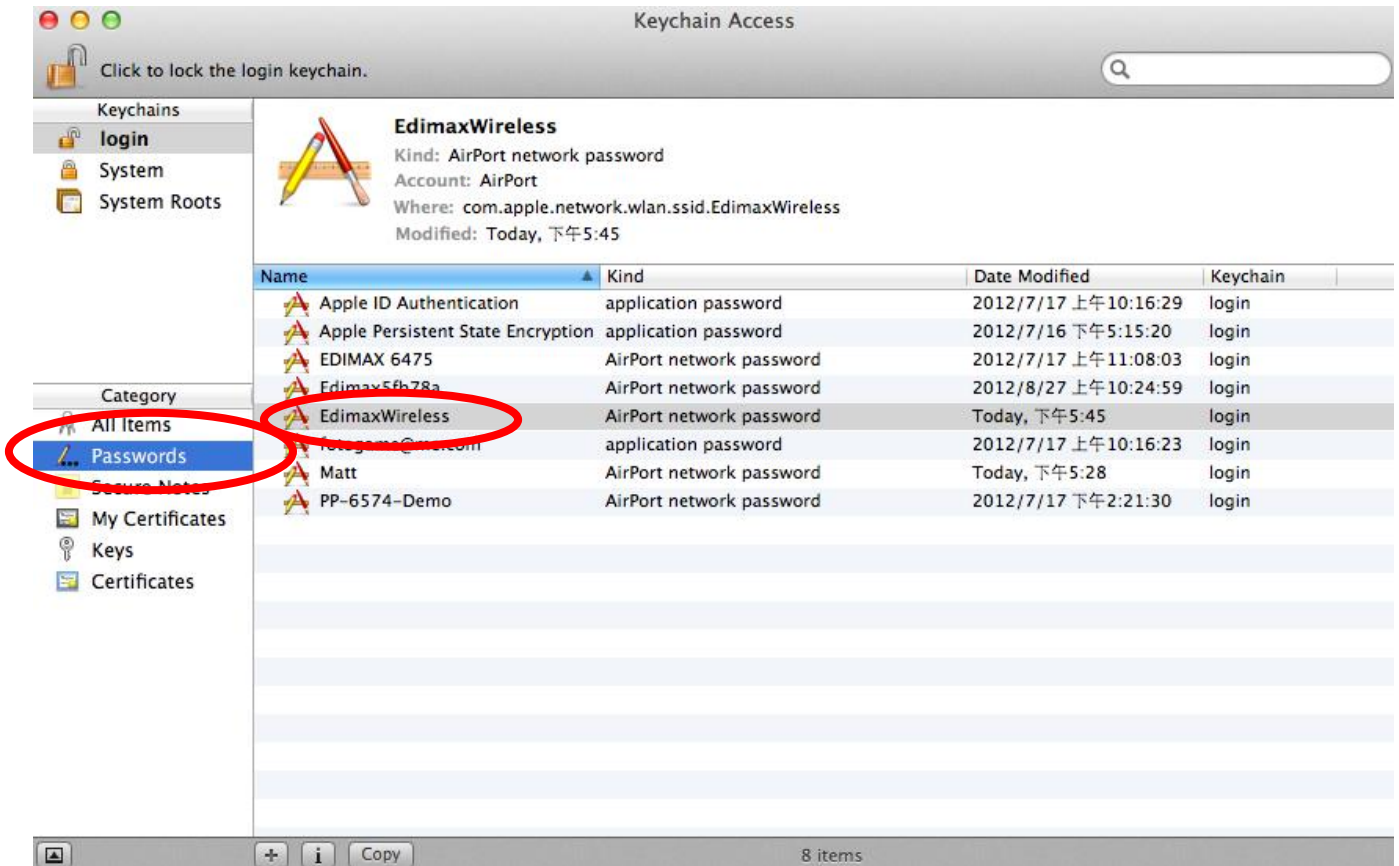 Keychain Access
Click to lock the login keychain.
Keychains
login
System
System Roots
EdimaxWireless
Kind: AirPort network password
Account: AirPort
Where: com.apple.network.wlan.ssid.EdimaxWireless
Modified: Today, 下午5:45
Name Kind Date Modified Keychain
Apple ID Authentication application password 2012/7/17 上午10:16:29 login
Apple Persistent State Encryption application password 2012/7/16 下午5:15:20 login
EDIMAX 6475 AirPort network password 2012/7/17 上午11:08:03 login
Edimax5fb78a AirPort network password 2012/8/27 上午10:24:59 login
EdimaxWireless AirPort network password Today, 下午5:45 login
application password 2012/7/17 上午10:16:23 login
Matt AirPort network password Today, 下午5:28 login
PP-6574-Demo AirPort network password 2012/7/17 下午2:21:30 login
Category
All Items
Passwords
Secure Notes
My Certificates
Keys
Certificates
Copy
8 items